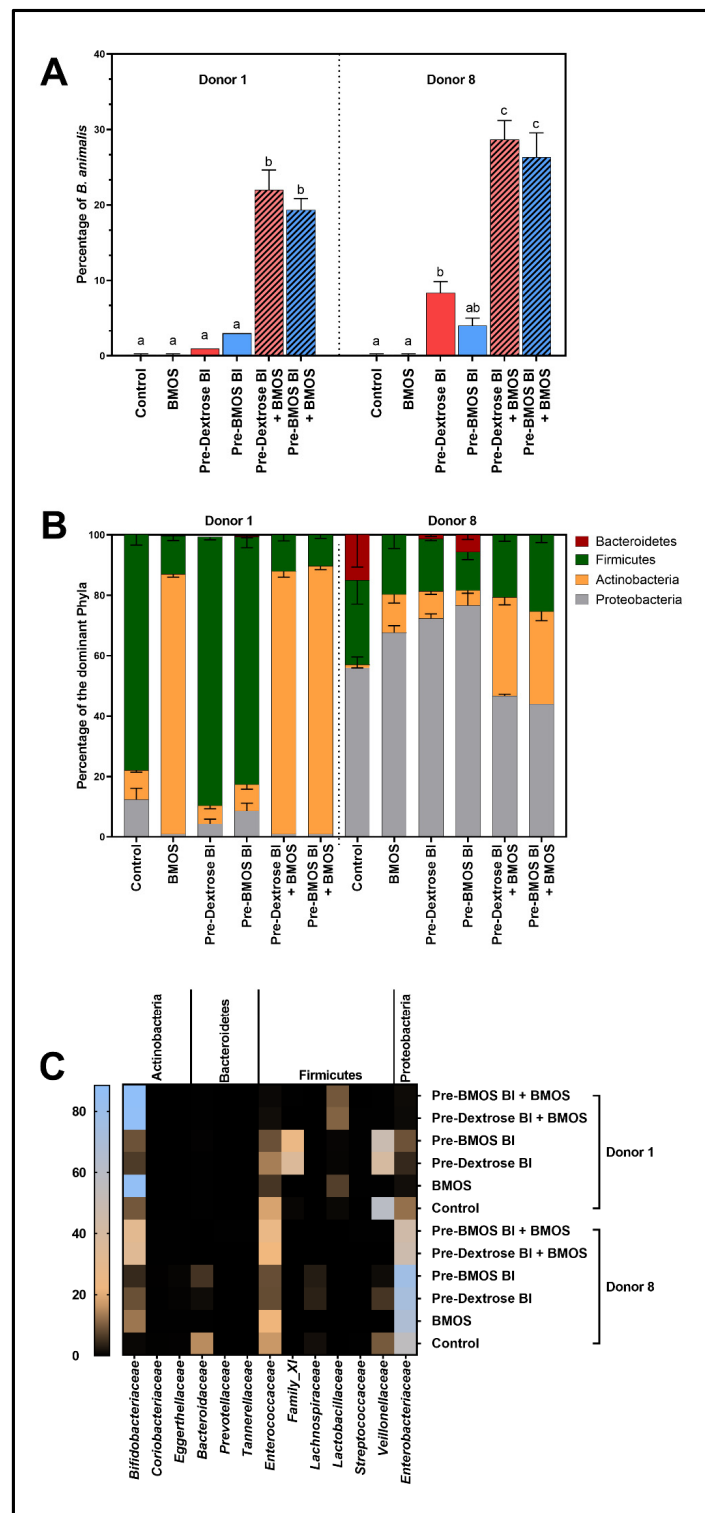 A
Donor 1
Donor 8
Percentage of B. animalis
40
30
20
10
0
a
a
a
a
b
b
a
a
b
ab
c
c
Control
BMOS
Pre-Dextrose BI
Pre-BMOS BI
Pre-Dextrose BI
+ BMOS
Pre-BMOS BI
+ BMOS
Control
BMOS
Pre-Dextrose BI
Pre-BMOS BI
Pre-Dextrose BI
+ BMOS
Pre-BMOS BI
+ BMOS
B
Donor 1
Donor 8
Percentage of the dominant Phyla
100
80
60
40
20
0
Bacteroidetes
Firmicutes
Actinobacteria
Proteobacteria
Control
BMOS
Pre-Dextrose BI
Pre-BMOS BI
Pre-Dextrose BI
+ BMOS
Pre-BMOS BI
+ BMOS
Control
BMOS
Pre-Dextrose BI
Pre-BMOS BI
Pre-Dextrose BI
+ BMOS
Pre-BMOS BI
+ BMOS
C
Actinobacteria
Bacteroidetes
Firmicutes
Proteobacteria
80
60
40
20
0
Pre-BMOS BI + BMOS
Pre-Dextrose BI + BMOS
Pre-BMOS BI
Pre-Dextrose BI
BMOS
Control
Donor 1
Pre-BMOS BI + BMOS
Pre-Dextrose BI + BMOS
Pre-BMOS BI
Pre-Dextrose BI
BMOS
Control
Donor 8
Bifidobacteriaceae
Coriobacteriaceae
Eggerthellaceae
Bacteroidaceae
Prevotellaceae
Tannerellaceae
Enterococcaceae
Family_XI
Lachnospiraceae
Lactobacillaceae
Streptococcaceae
Veillonellaceae
Enterobacteriaceae